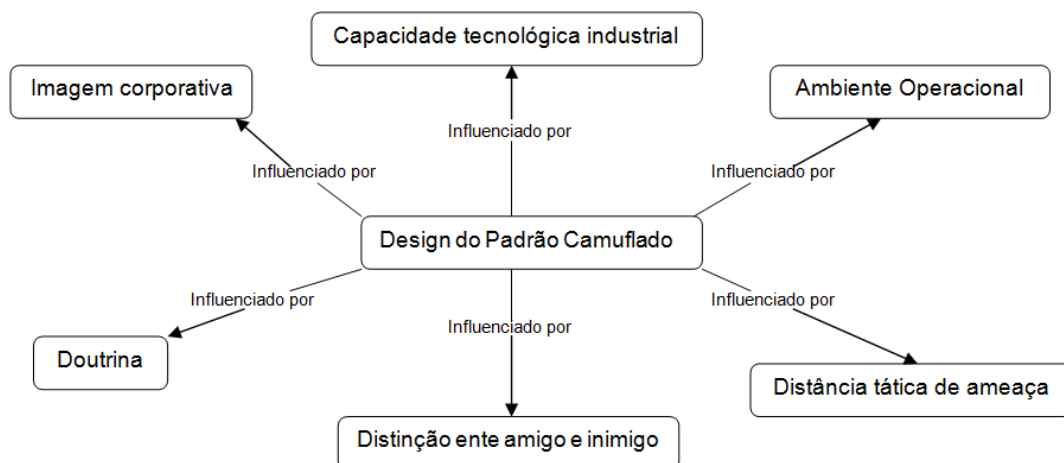 Capacidade tecnológica industrial
Imagem corporativa
Ambiente Operacional
Influenciado por
Influenciado por
Influenciado por
Design do Padrão Camuflado
Influenciado por
Influenciado por
Influenciado por
Doutrina
Distância tática de ameaça
Distinção ente amigo e inimigo